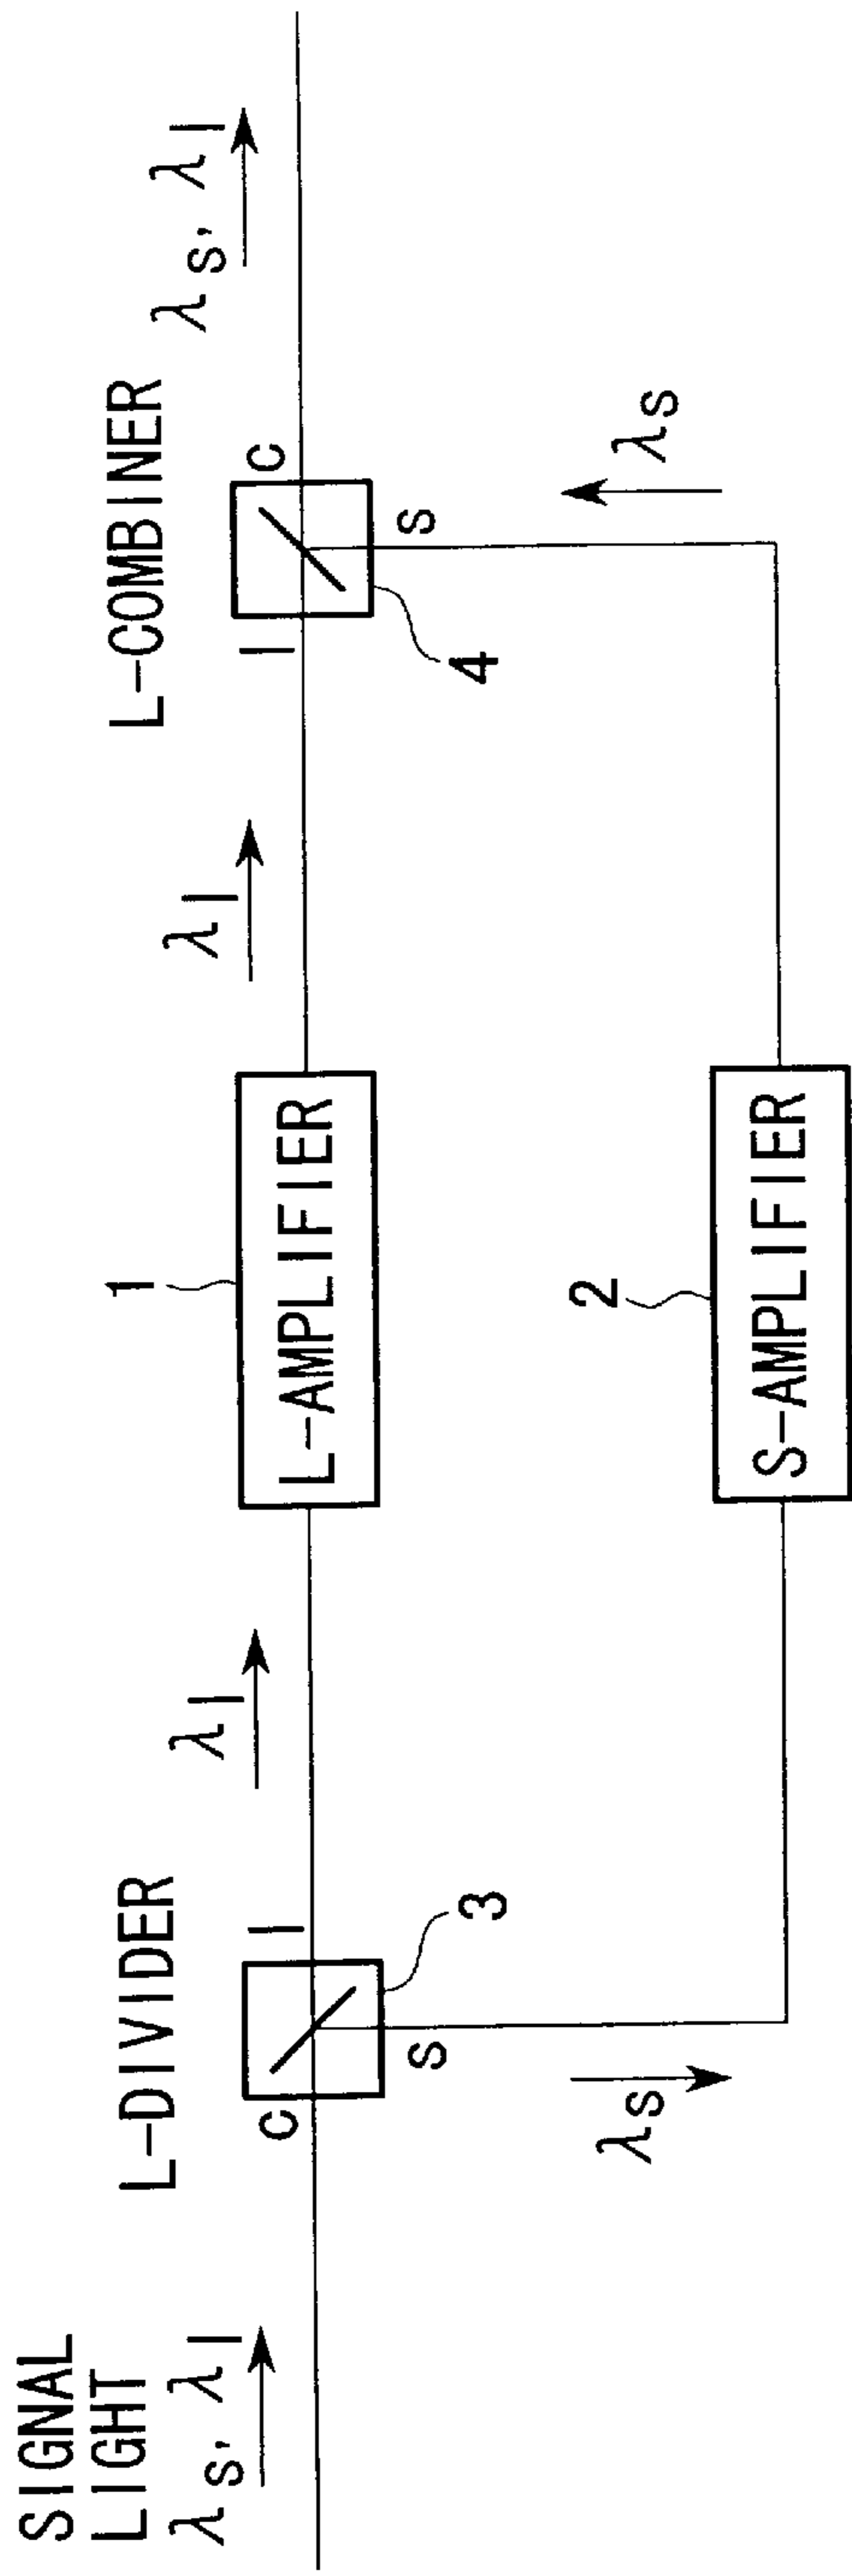 SIGNAL
LIGHT
λs, λl
L-DIVIDER
c
l
s
3
λs
λl
1
L-AMPLIFIER
2
S-AMPLIFIER
λl
L-COMBINER
l
c
s
4
λs
λs, λl